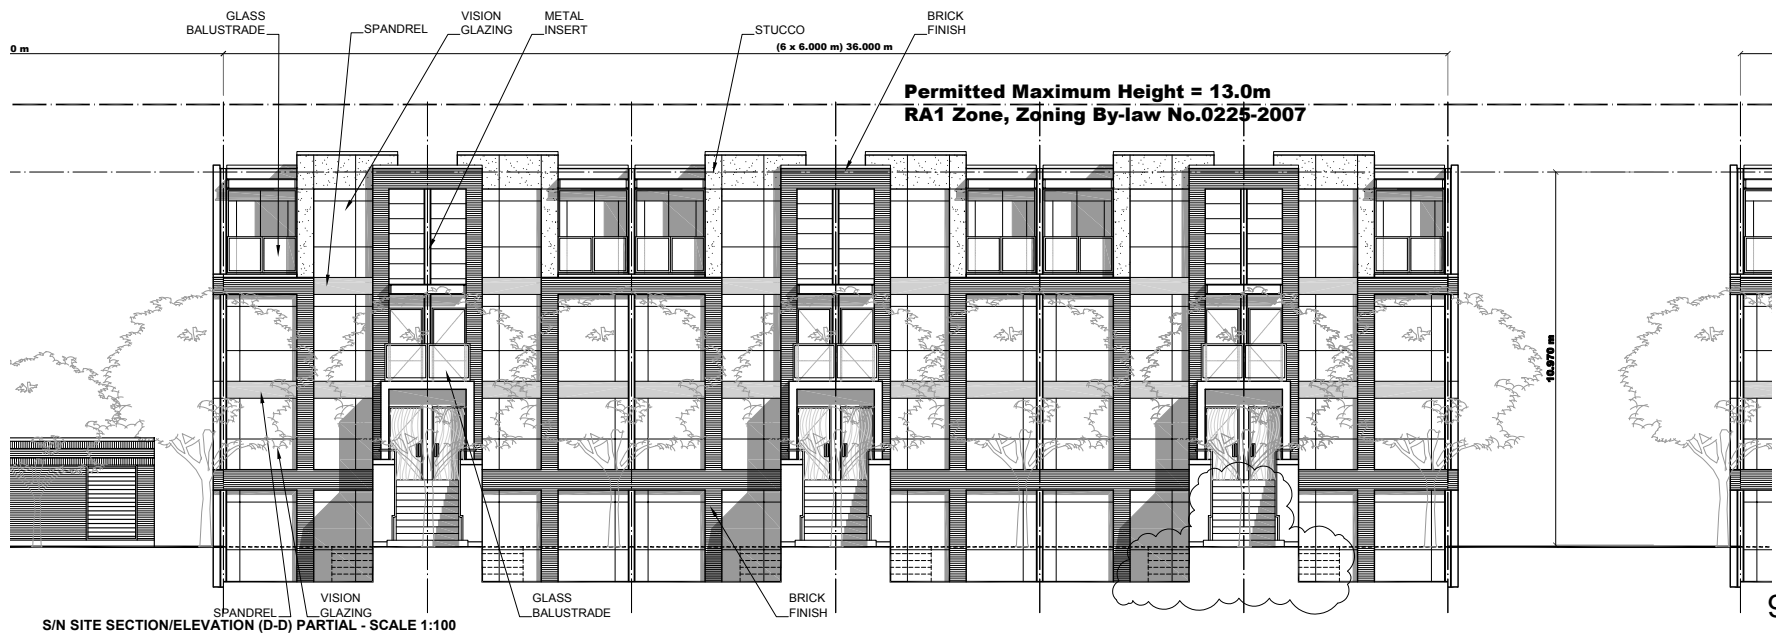 GLASS
BALUSTRADE
SPANDREL
VISION
GLAZING
METAL
INSERT
STUCCO
BRICK
FINISH
0 m
(6 x 6.000 m) 36.000 m
Permitted Maximum Height = 13.0m
RA1 Zone, Zoning By-law No.0225-2007
10.970 m
SPANDREL
VISION
GLAZING
GLASS
BALUSTRADE
BRICK
FINISH
S/N SITE SECTION/ELEVATION (D-D) PARTIAL - SCALE 1:100